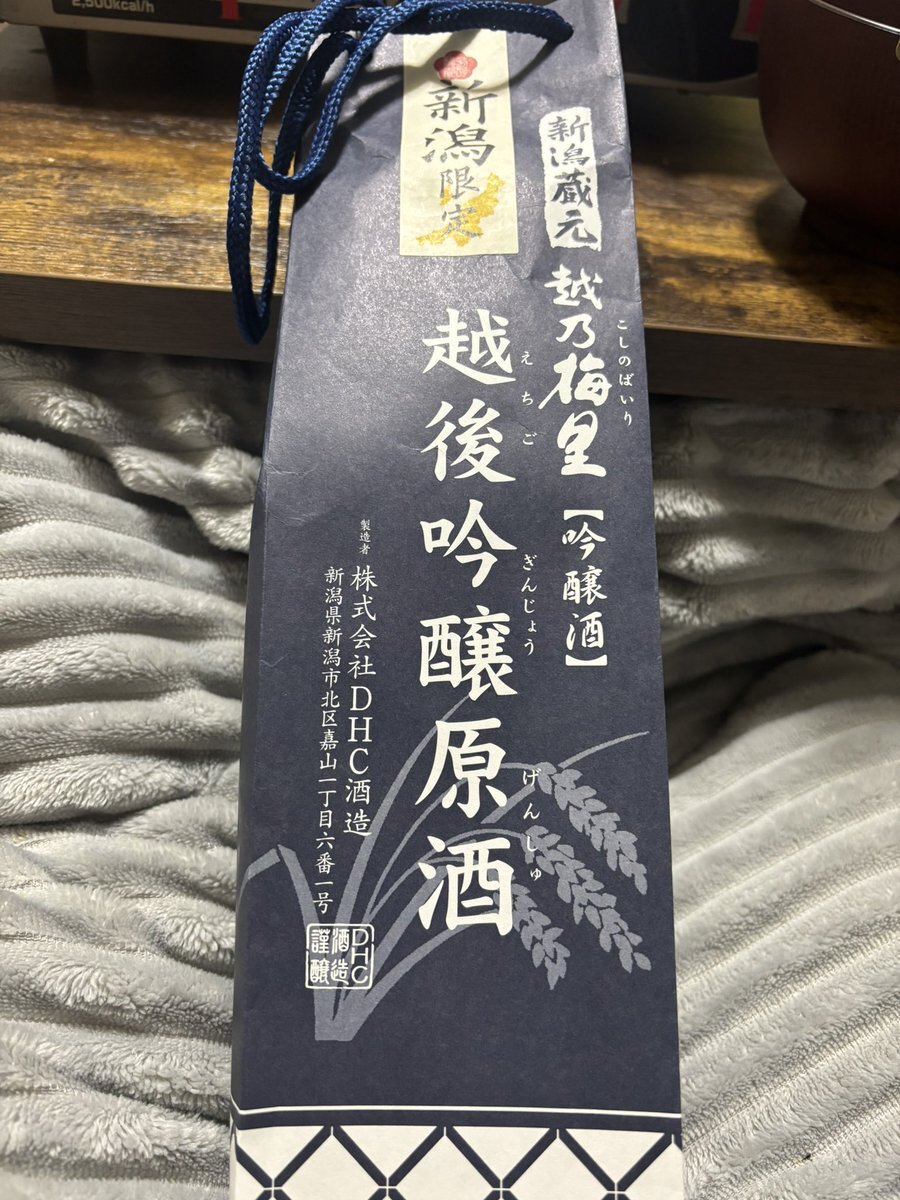 2,500kcal/h
新潟限定
新潟蔵元
越乃梅里
こしのばいり
【吟醸酒】
越後吟醸原酒
えちご
ぎんじょう
げんしゅ
製造者
株式会社DHC酒造
新潟県新潟市北区嘉山一丁目六番一号
DHC
酒造
謹醸